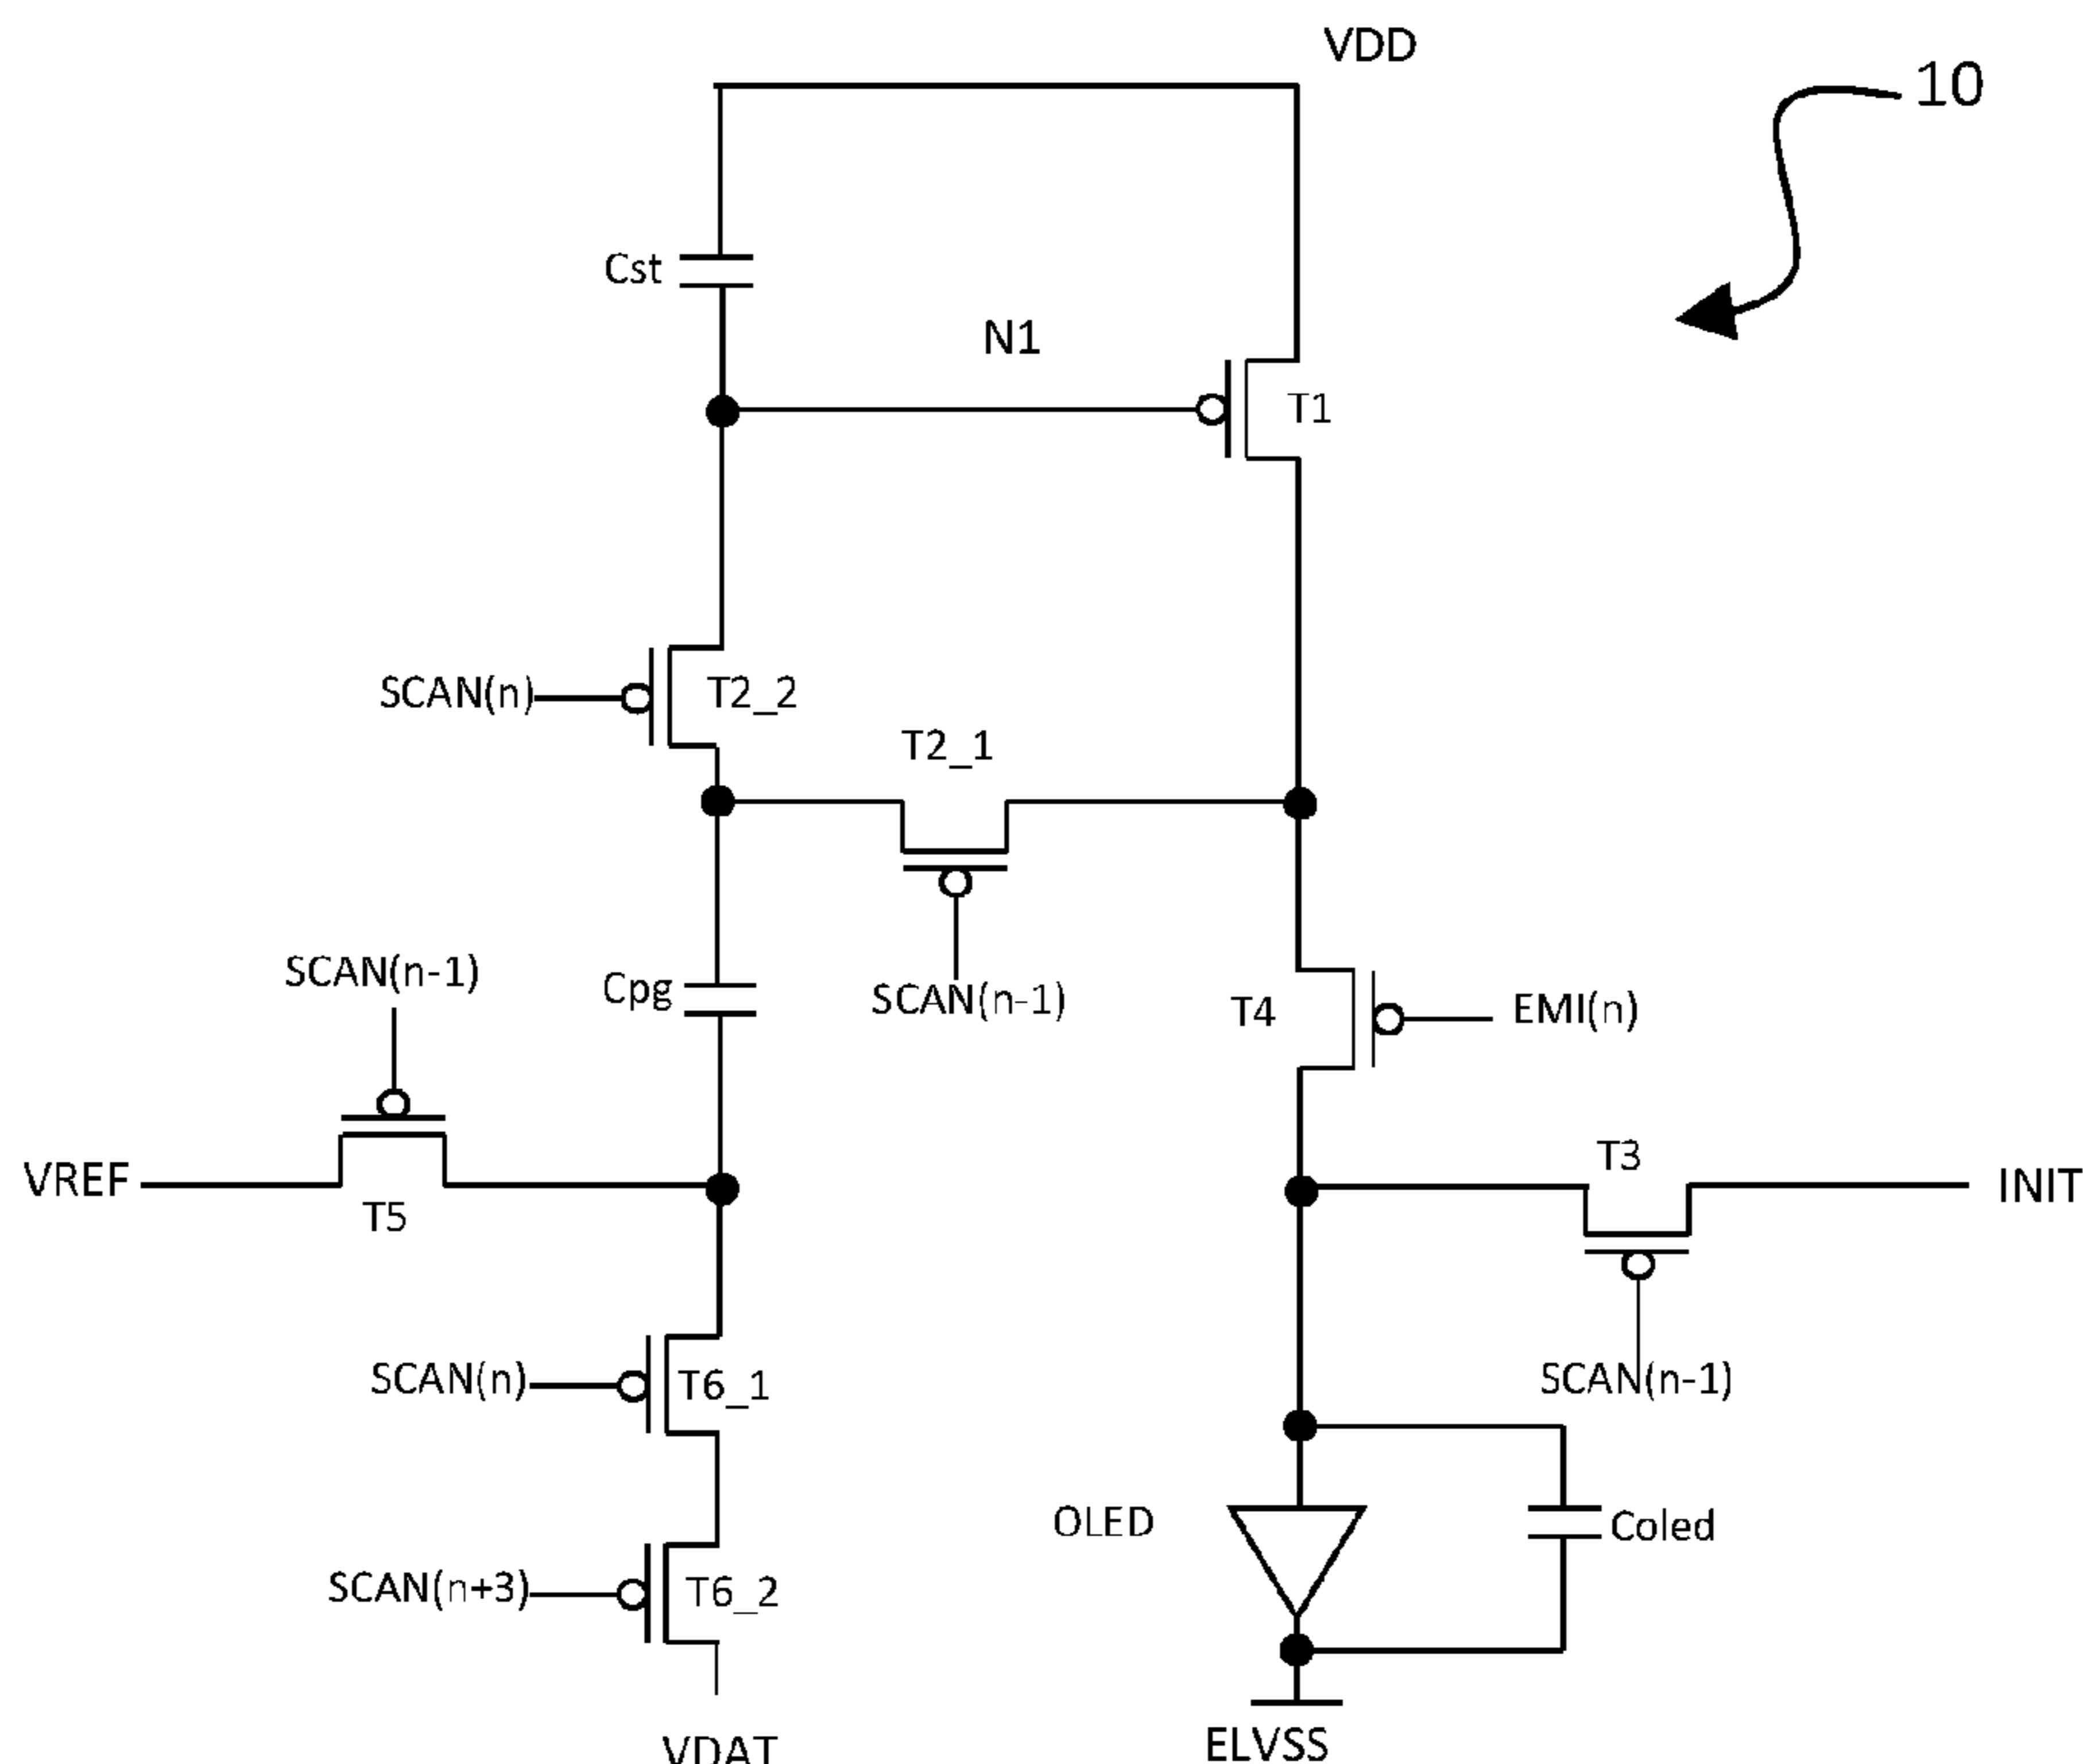 VDD
10
Cst
N1
T1
SCAN(n)
T2_2
T2_1
SCAN(n-1)
Cpg
SCAN(n-1)
T4
EMI(n)
T3
VREF
INIT
T5
SCAN(n)
T6_1
SCAN(n-1)
OLED
Coled
SCAN(n+3)
T6_2
ELVSS
VDAT